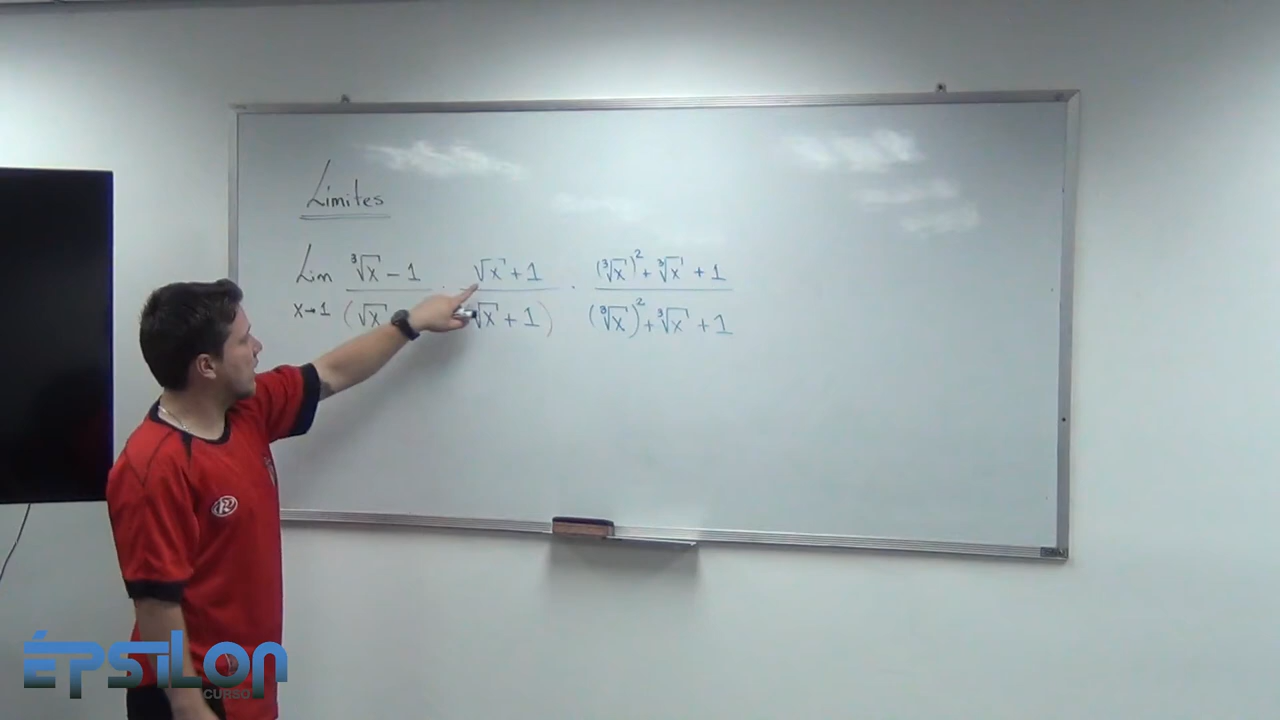 Limites
Lim ∛x − 1 · √x + 1 · (∛x)² + ∛x + 1
x→1 (√x √x + 1) (∛x)² + ∛x + 1
ÉPSILON
CURSO